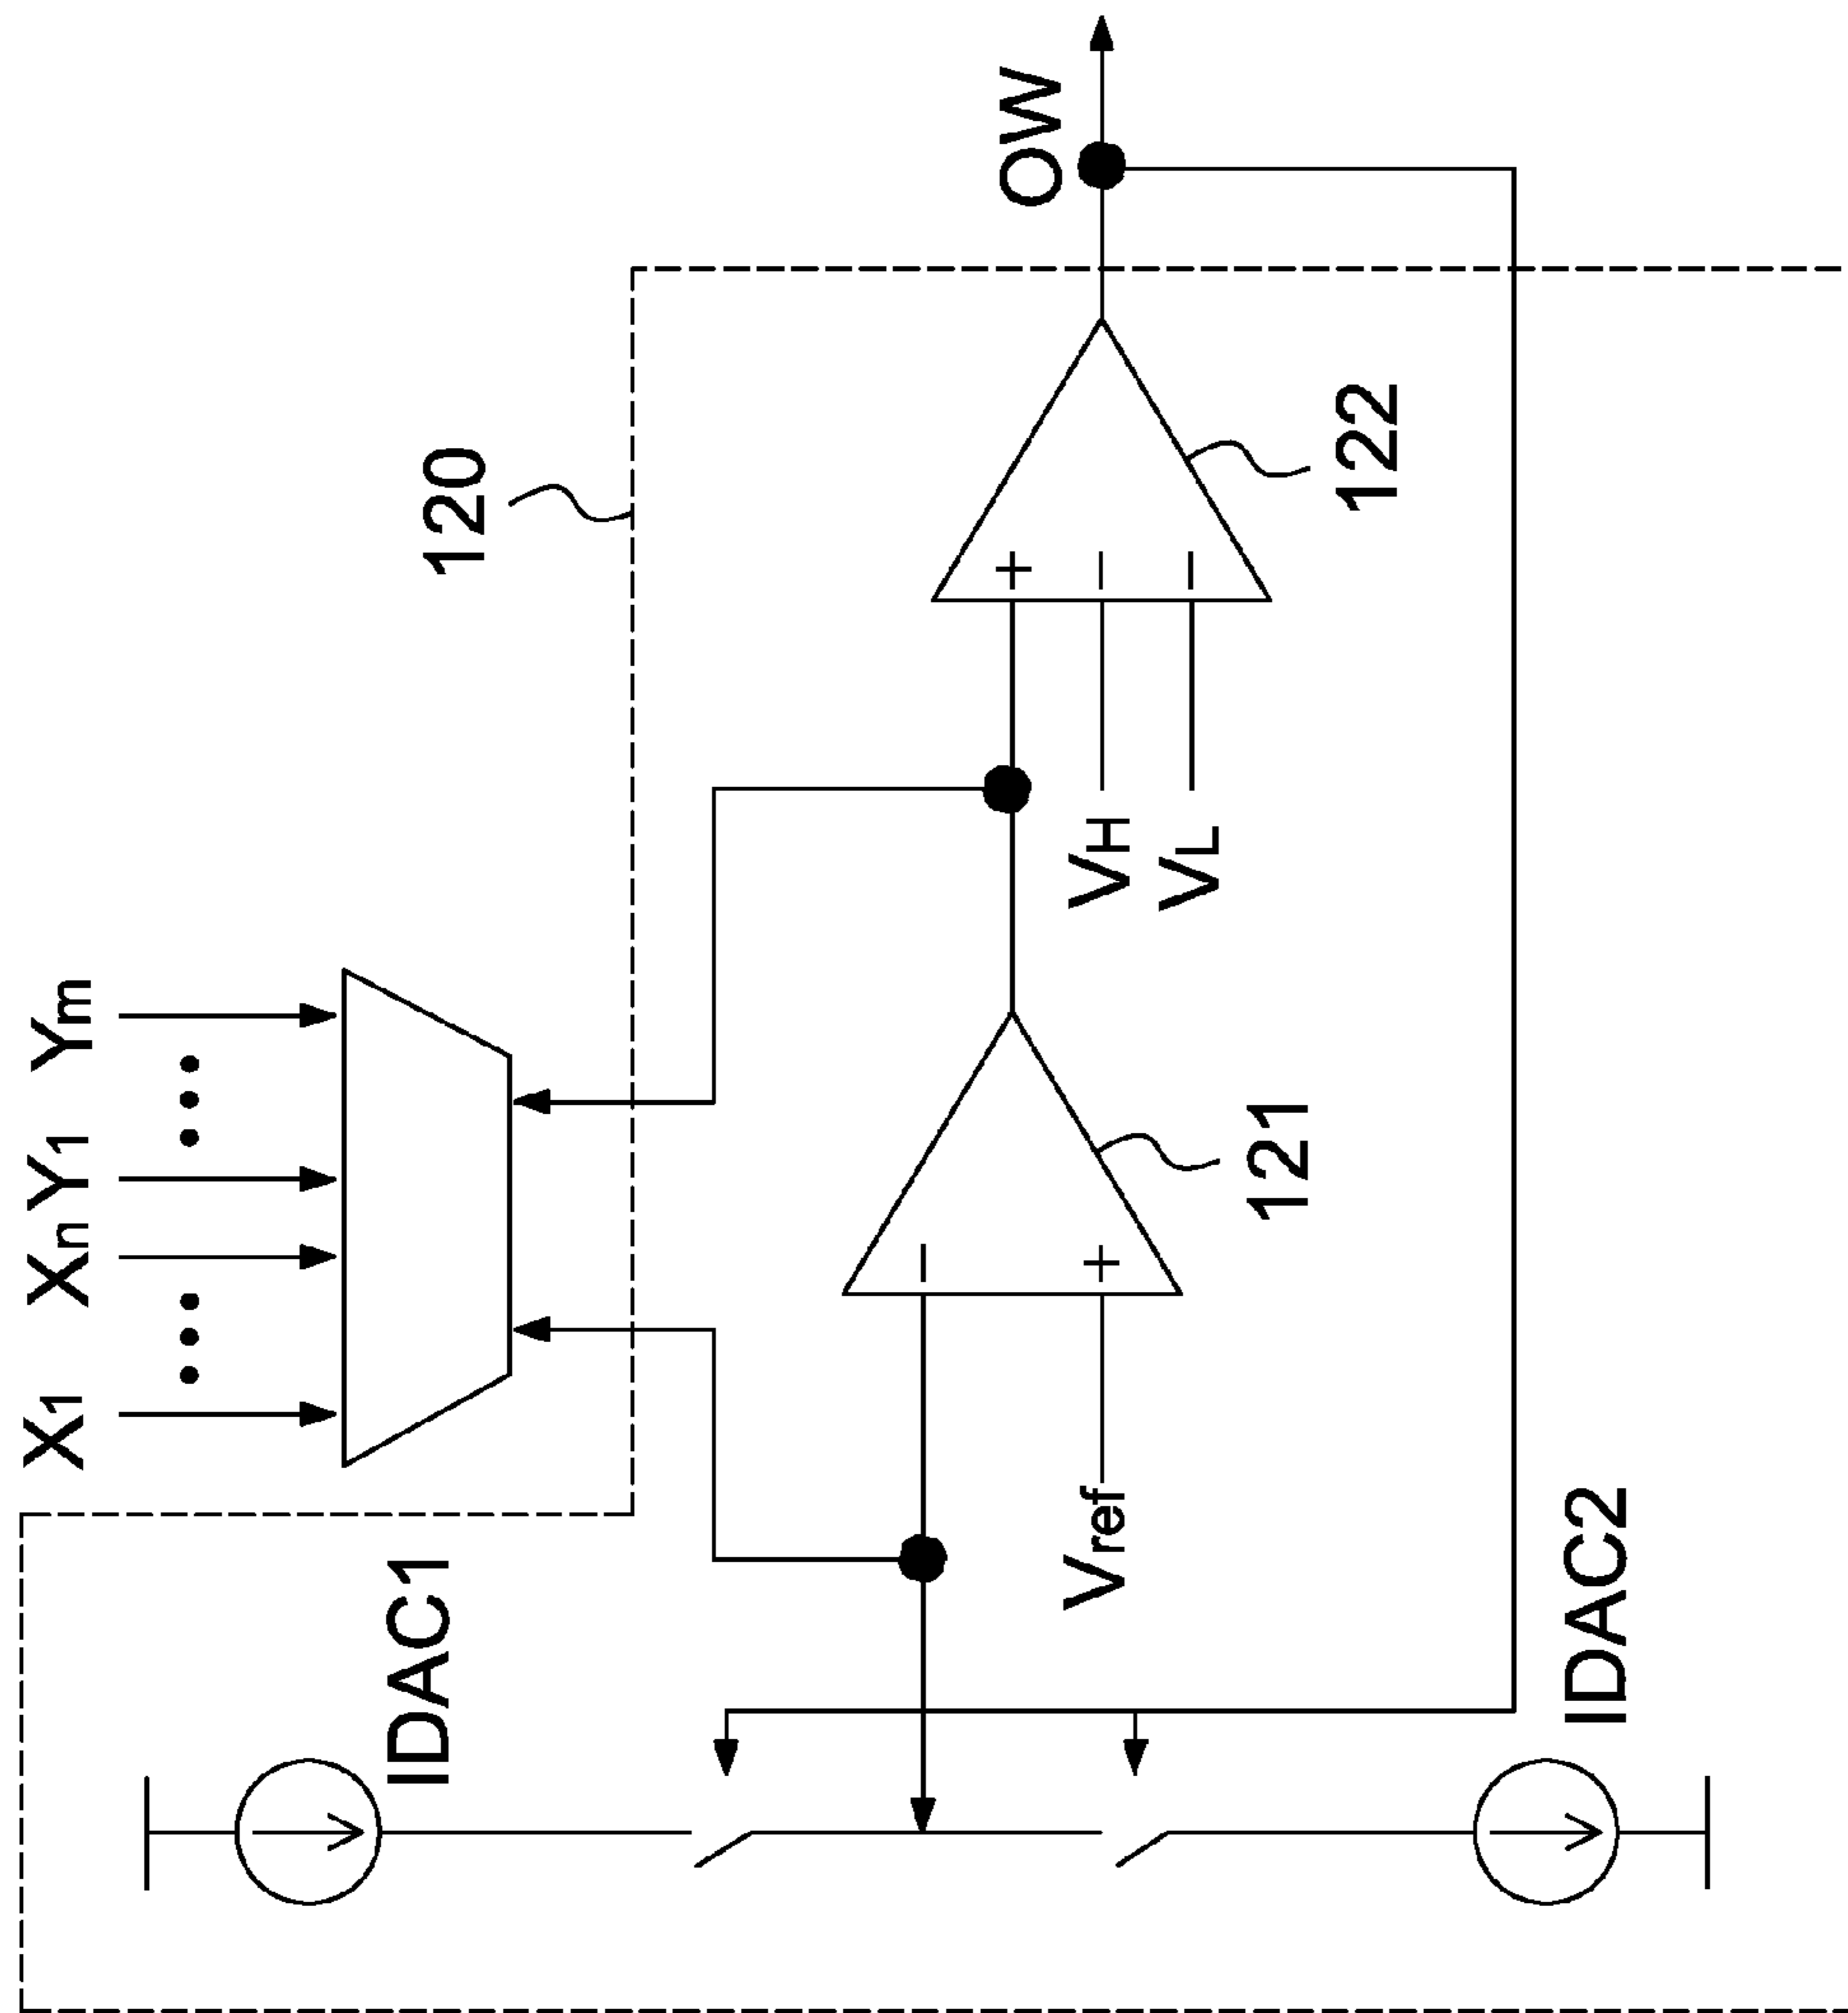 X1
Xn
Y1
Ym
120
IDAC1
OW
Vref
VH
VL
121
122
IDAC2